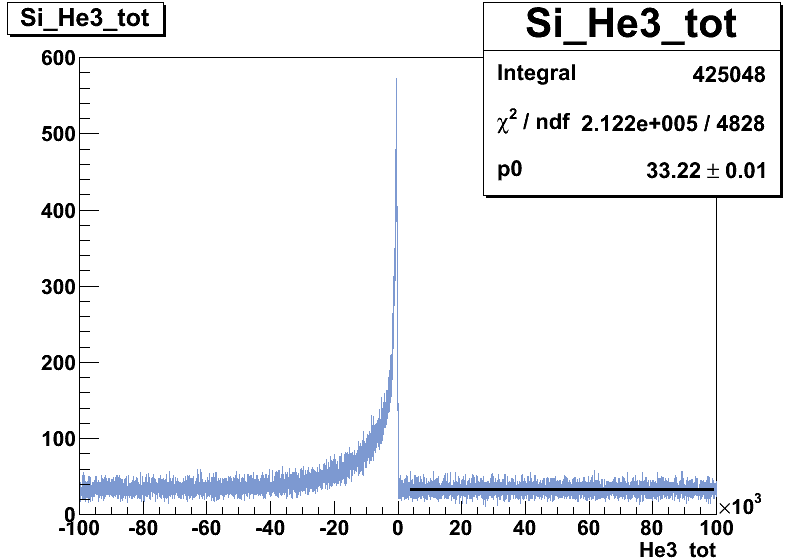 Si_He3_tot
Si_He3_tot
Integral 425048
χ² / ndf 2.122e+005 / 4828
p0 33.22 ± 0.01
600
500
400
300
200
100
0
-100 -80 -60 -40 -20 0 20 40 60 80 100
×10³
He3_tot